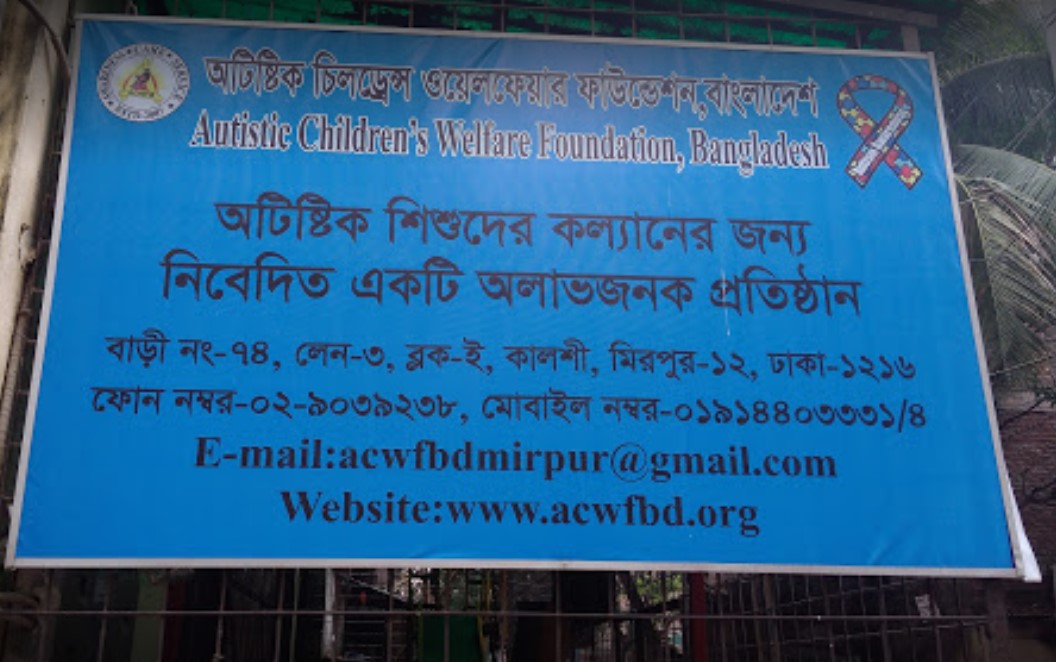 অটিষ্টিক চিলড্রেন্স ওয়েলফেয়ার ফাউন্ডেশন,বাংলাদেশ
Autistic Children's Welfare Foundation, Bangladesh
অটিষ্টিক শিশুদের কল্যানের জন্য
নিবেদিত একটি অলাভজনক প্রতিষ্ঠান
বাড়ী নং-৭৪, লেন-৩, ব্লক-ই, কালশী, মিরপুর-১২, ঢাকা-১২১৬
ফোন নম্বর-০২-৯০৩৯২৩৮, মোবাইল নম্বর-০১৯১৪৪০৩৩৩১/৪
E-mail:acwfbdmirpur@gmail.com
Website:www.acwfbd.org